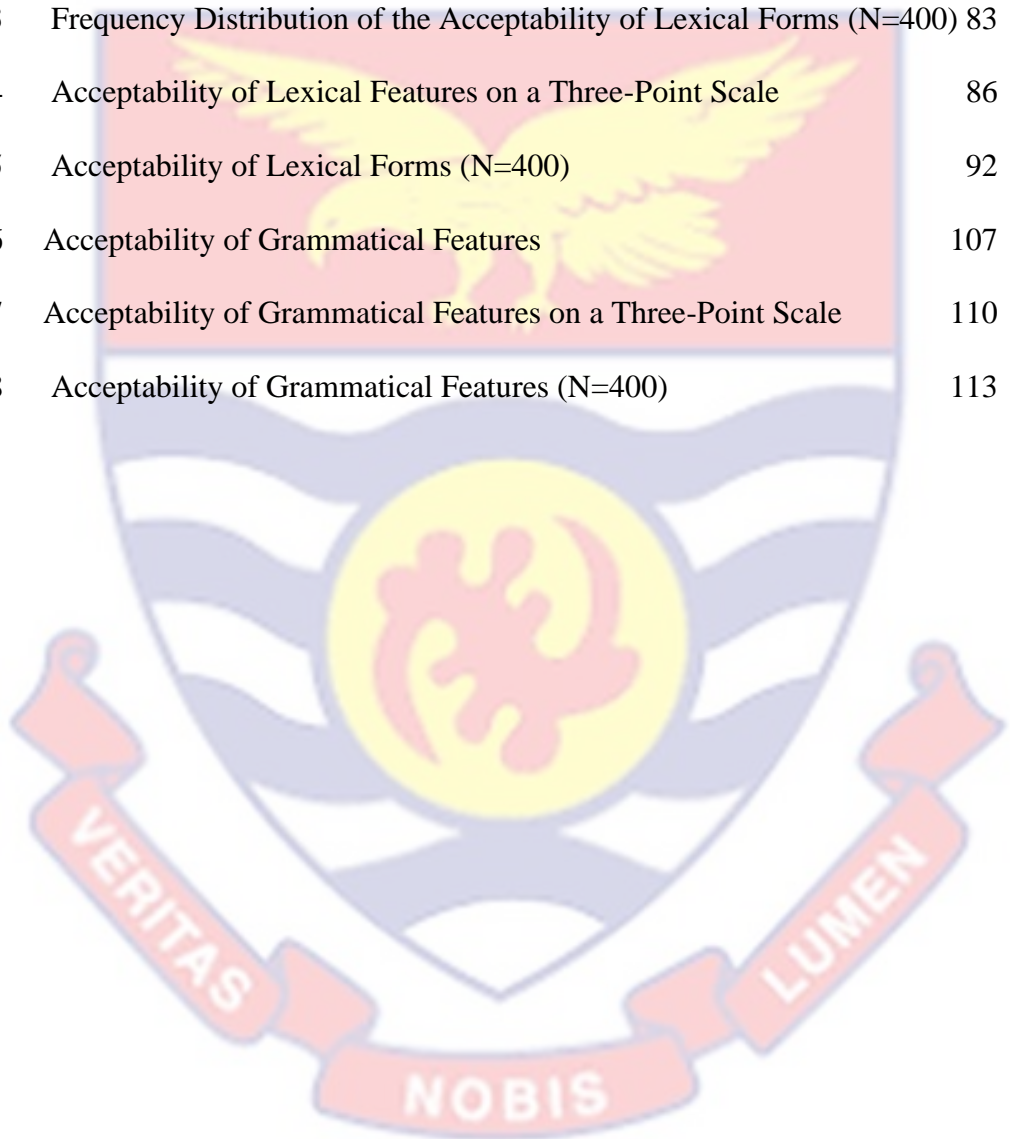 Frequency Distribution of the Acceptability of Lexical Forms (N=400) 83
Acceptability of Lexical Features on a Three-Point Scale 86
Acceptability of Lexical Forms (N=400) 92
Acceptability of Grammatical Features 107
Acceptability of Grammatical Features on a Three-Point Scale 110
Acceptability of Grammatical Features (N=400) 113
VERITAS
NOBIS
LUMEN